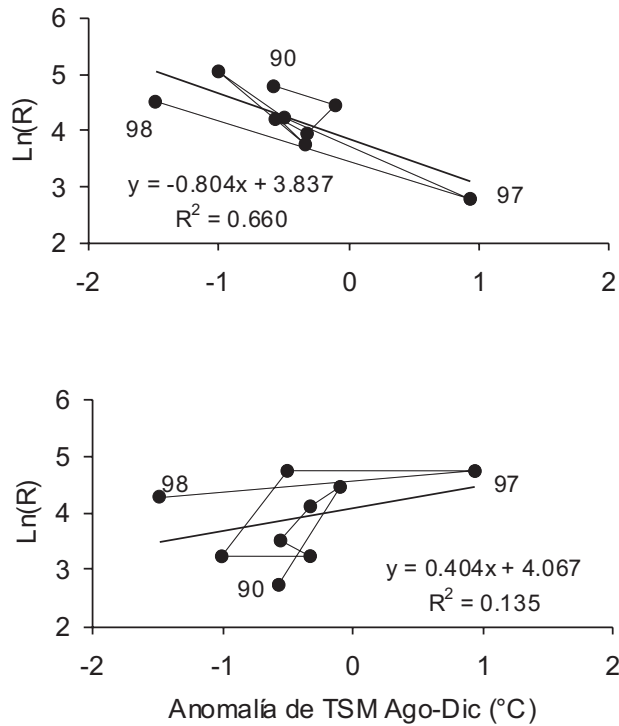 6
90
5
Ln(R)
4
98
3
y = -0.804x + 3.837
97
R² = 0.660
2
-2 -1 0 1 2
6
5
98
97
Ln(R)
4
3
90
y = 0.404x + 4.067
R² = 0.135
2
-2 -1 0 1 2
Anomalía de TSM Ago-Dic (°C)